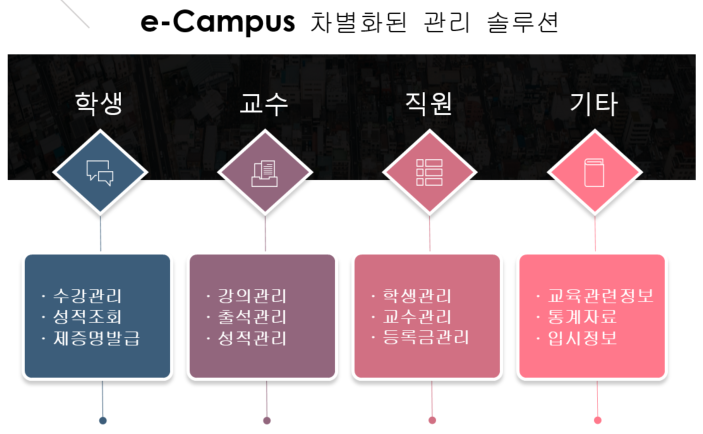 e-Campus 차별화된 관리 솔루션
학생
교수
직원
기타
· 수강관리
· 성적조회
· 제증명발급
· 강의관리
· 출석관리
· 성적관리
· 학생관리
· 교수관리
· 등록금관리
· 교육관련정보
· 통계자료
· 입시정보